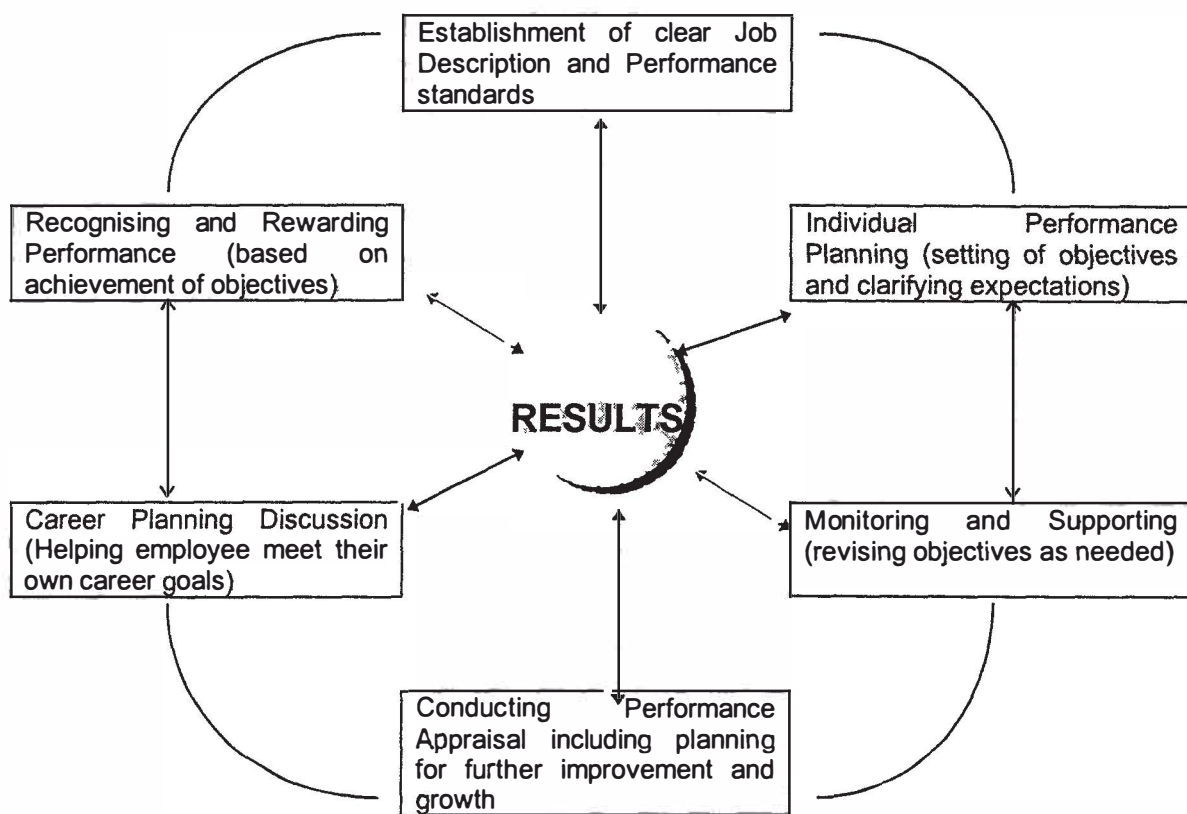 Establishment of clear Job
Description and Performance
standards
Recognising and Rewarding
Performance (based on
achievement of objectives)
Individual Performance
Planning (setting of objectives
and clarifying expectations)
RESULTS
Career Planning Discussion
(Helping employee meet their
own career goals)
Monitoring and Supporting
(revising objectives as needed)
Conducting Performance
Appraisal including planning
for further improvement and
growth